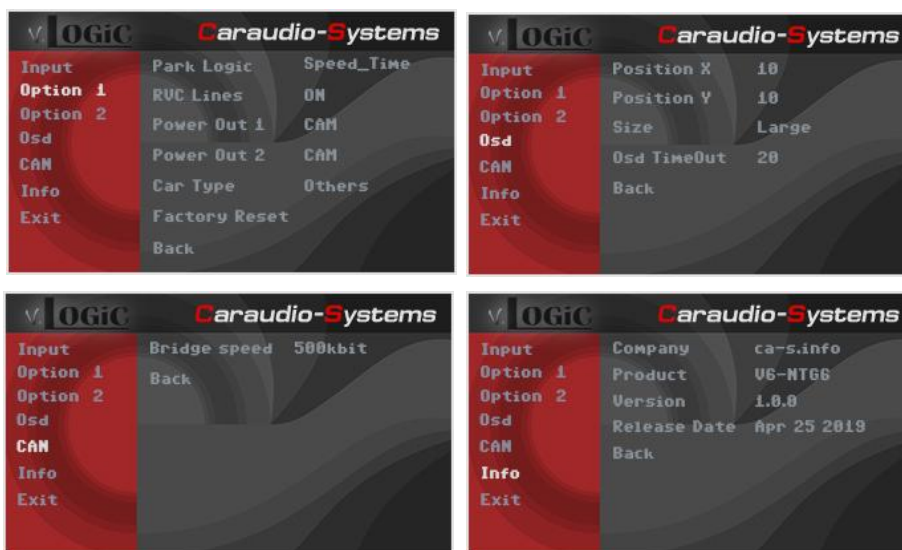 v.LOGiC Caraudio-Systems
Input
Option 1
Option 2
Osd
CAN
Info
Exit
Park Logic Speed_Time
RVC Lines ON
Power Out 1 CAM
Power Out 2 CAM
Car Type Others
Factory Reset
Back
v.LOGiC Caraudio-Systems
Input
Option 1
Option 2
Osd
CAN
Info
Exit
Position X 10
Position Y 10
Size Large
Osd TimeOut 20
Back
v.LOGiC Caraudio-Systems
Input
Option 1
Option 2
Osd
CAN
Info
Exit
Bridge speed 500kbit
Back
v.LOGiC Caraudio-Systems
Input
Option 1
Option 2
Osd
CAN
Info
Exit
Company ca-s.info
Product V6-NTG6
Version 1.0.0
Release Date Apr 25 2019
Back